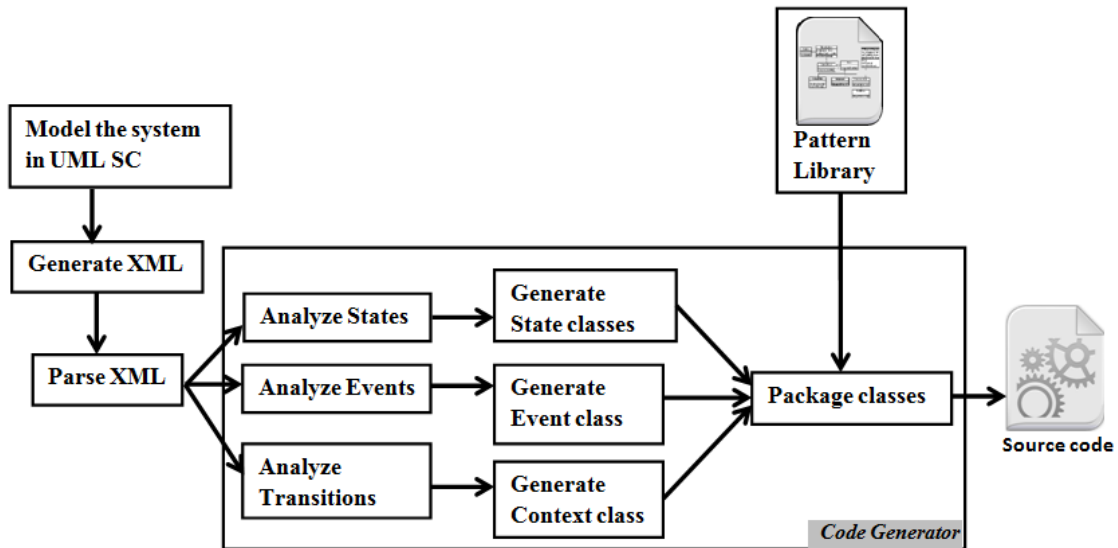 Model the system
in UML SC
Generate XML
Parse XML
Pattern
Library
Analyze States
Generate
State classes
Analyze Events
Generate
Event class
Analyze
Transitions
Generate
Context class
Package classes
Source code
Code Generator